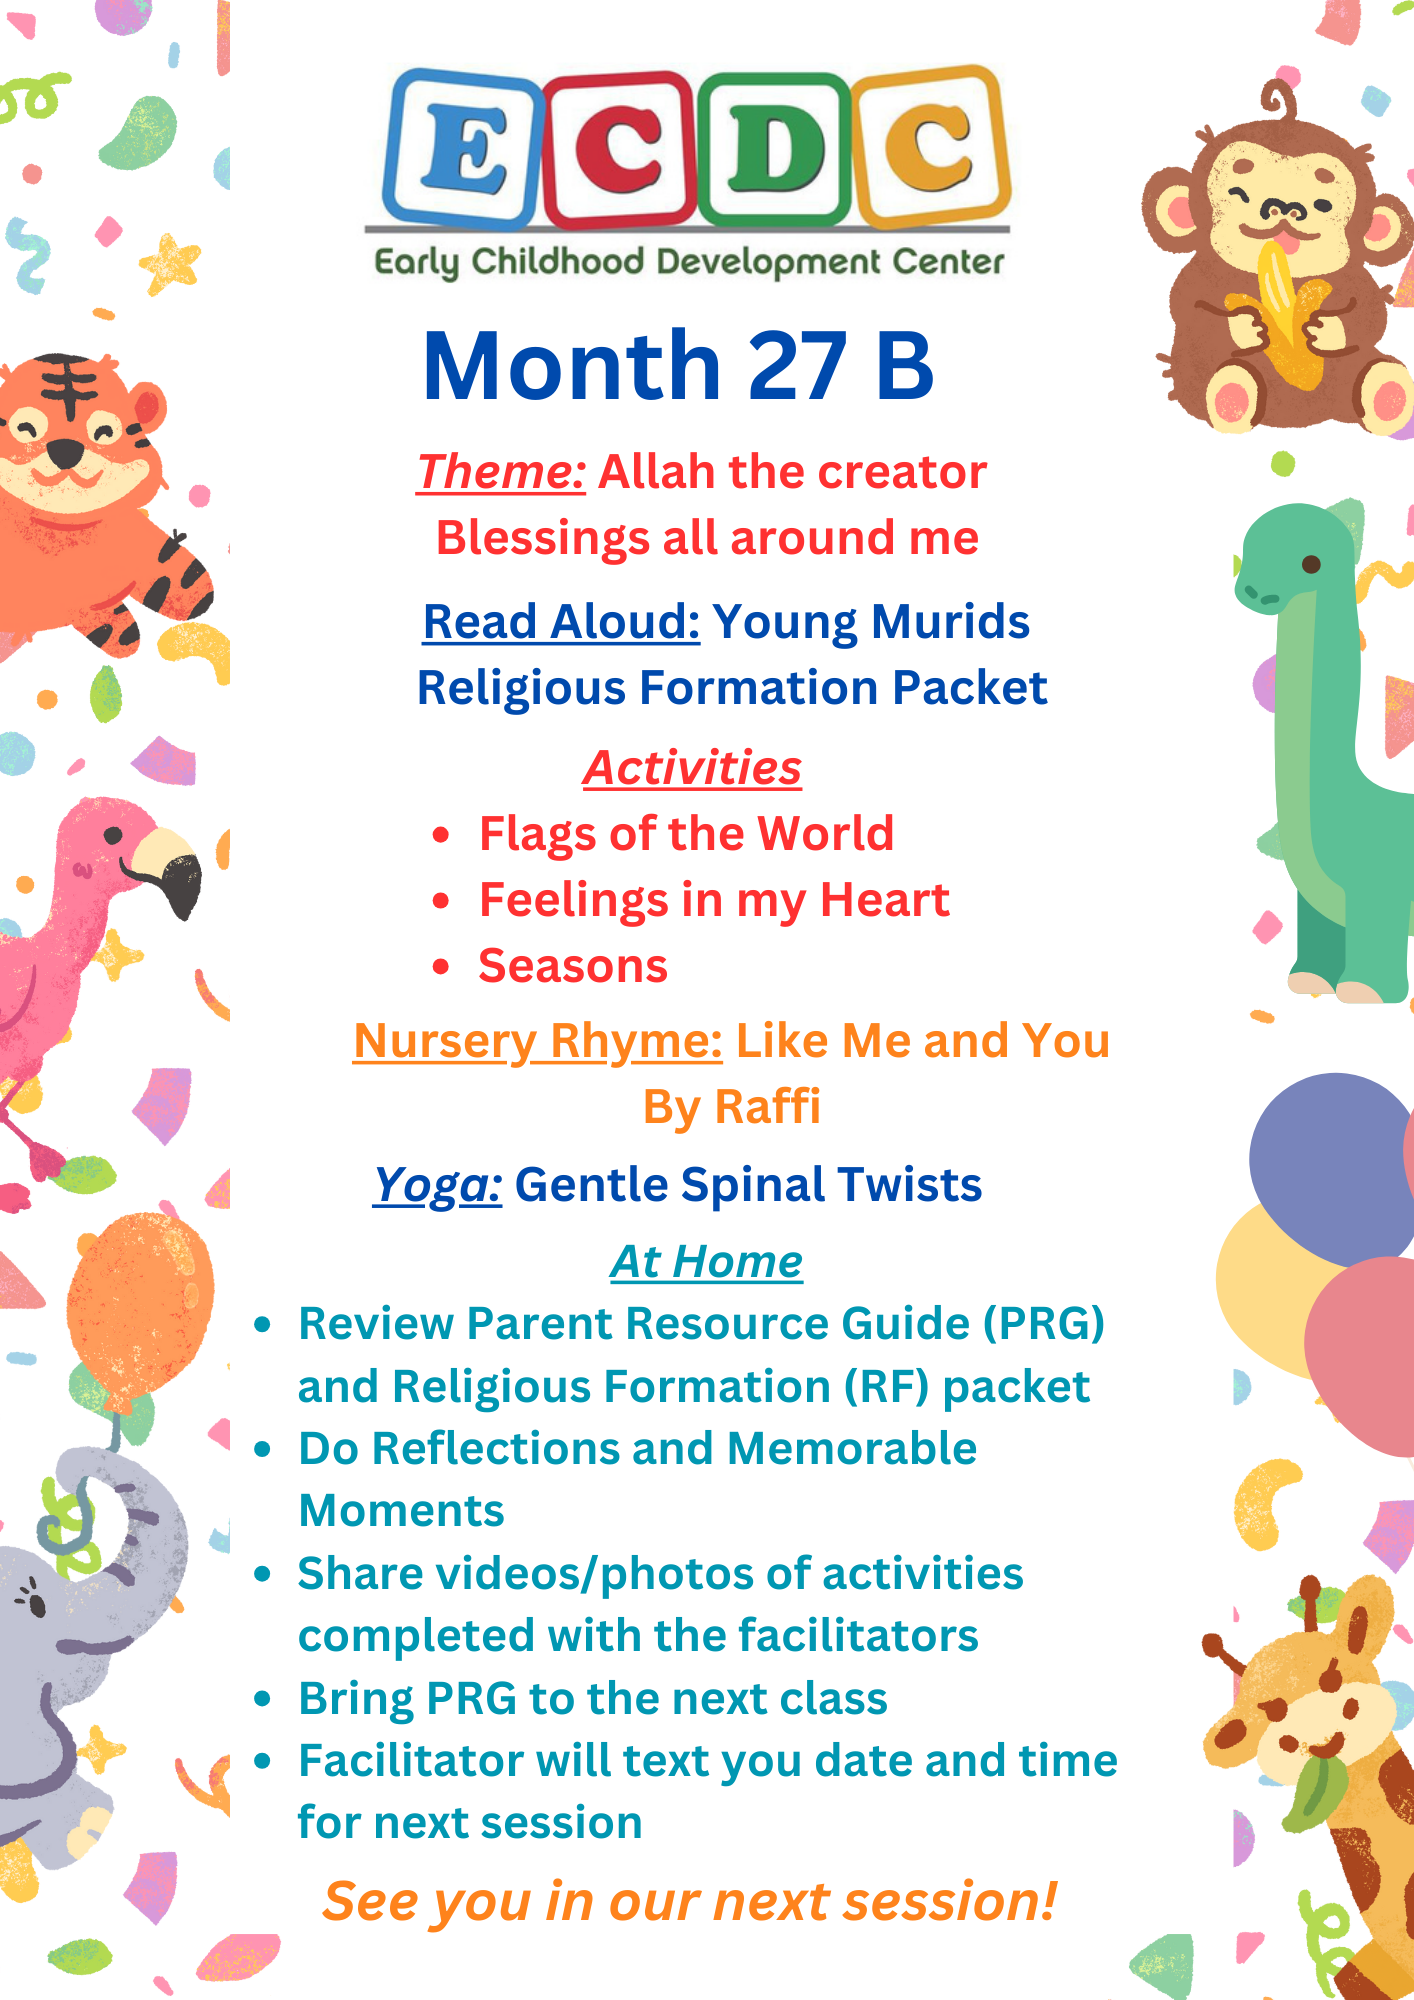 E C D C
Early Childhood Development Center
Month 27 B
Theme: Allah the creator
Blessings all around me
Read Aloud: Young Murids
Religious Formation Packet
Activities
• Flags of the World
• Feelings in my Heart
• Seasons
Nursery Rhyme: Like Me and You
By Raffi
Yoga: Gentle Spinal Twists
At Home
• Review Parent Resource Guide (PRG)
and Religious Formation (RF) packet
• Do Reflections and Memorable
Moments
• Share videos/photos of activities
completed with the facilitators
• Bring PRG to the next class
• Facilitator will text you date and time
for next session
See you in our next session!